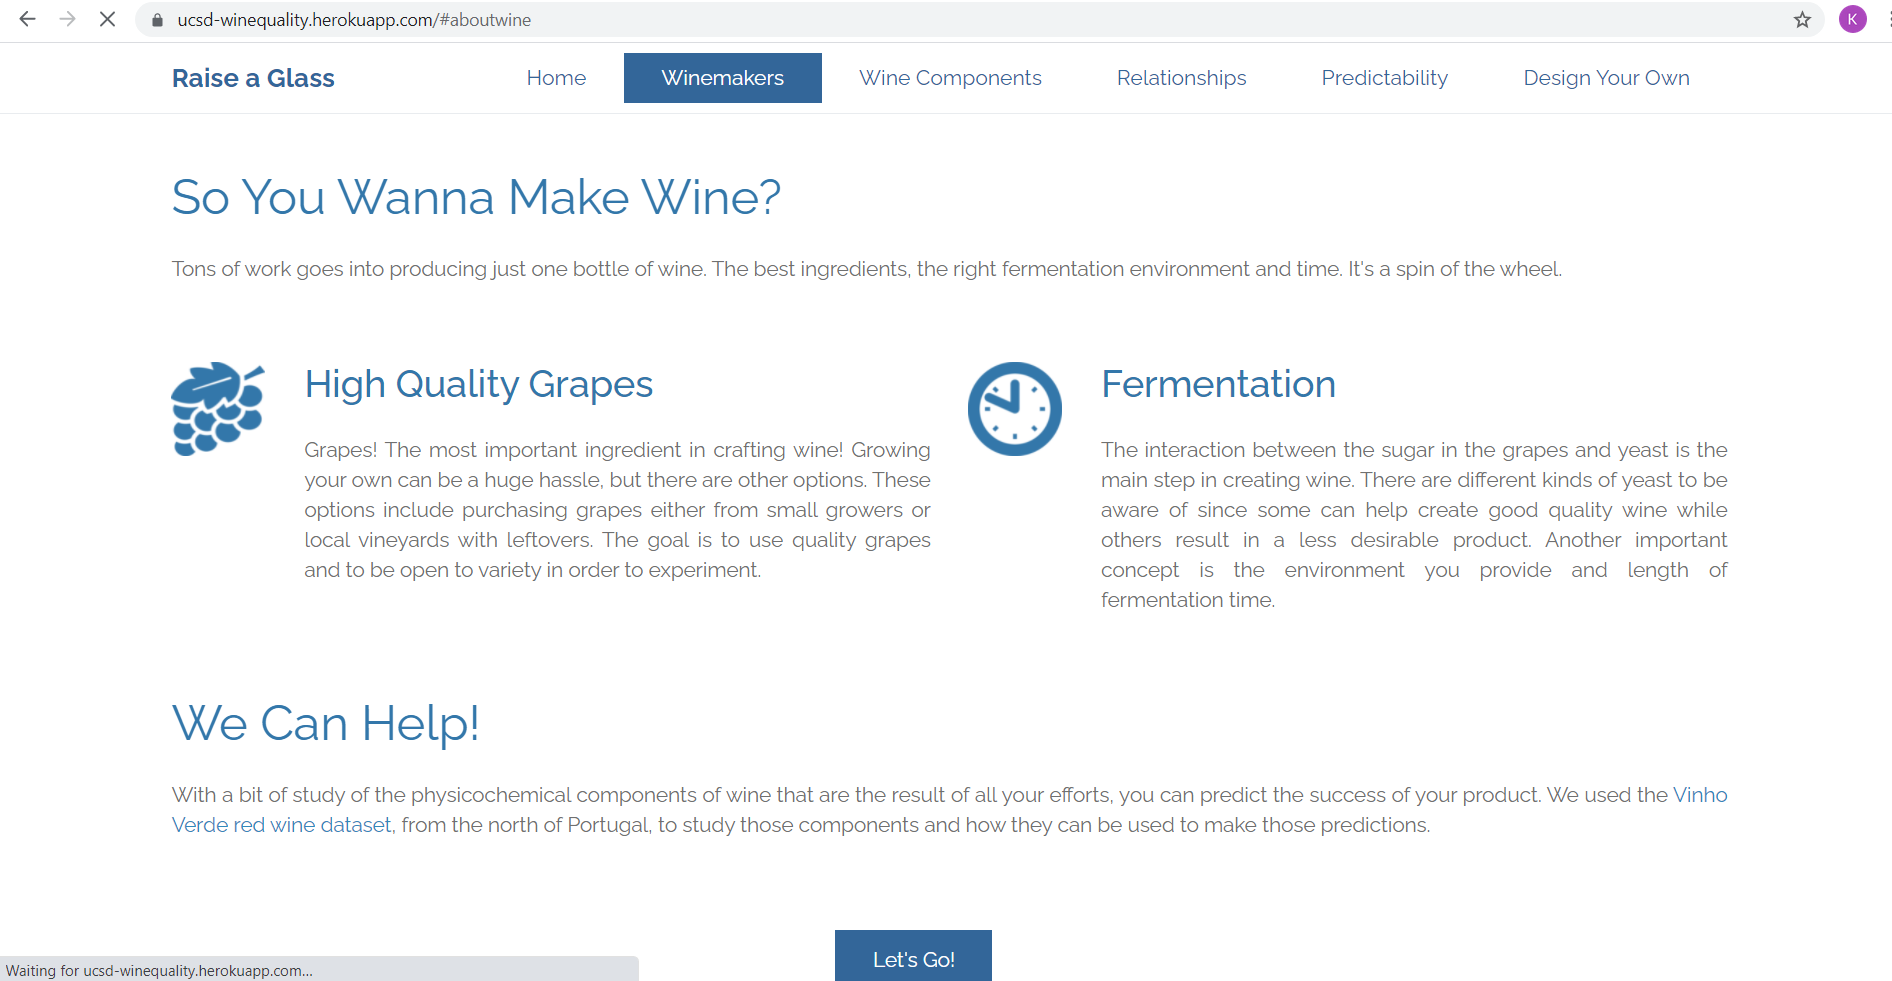 ucsd-winequality.herokuapp.com/#aboutwine
K
Raise a Glass
Home
Winemakers
Wine Components
Relationships
Predictability
Design Your Own
So You Wanna Make Wine?
Tons of work goes into producing just one bottle of wine. The best ingredients, the right fermentation environment and time. It's a spin of the wheel.
High Quality Grapes
Grapes! The most important ingredient in crafting wine! Growing
your own can be a huge hassle, but there are other options. These
options include purchasing grapes either from small growers or
local vineyards with leftovers. The goal is to use quality grapes
and to be open to variety in order to experiment.
Fermentation
The interaction between the sugar in the grapes and yeast is the
main step in creating wine. There are different kinds of yeast to be
aware of since some can help create good quality wine while
others result in a less desirable product. Another important
concept is the environment you provide and length of
fermentation time.
We Can Help!
With a bit of study of the physicochemical components of wine that are the result of all your efforts, you can predict the success of your product. We used the Vinho
Verde red wine dataset, from the north of Portugal, to study those components and how they can be used to make those predictions.
Let's Go!
Waiting for ucsd-winequality.herokuapp.com...